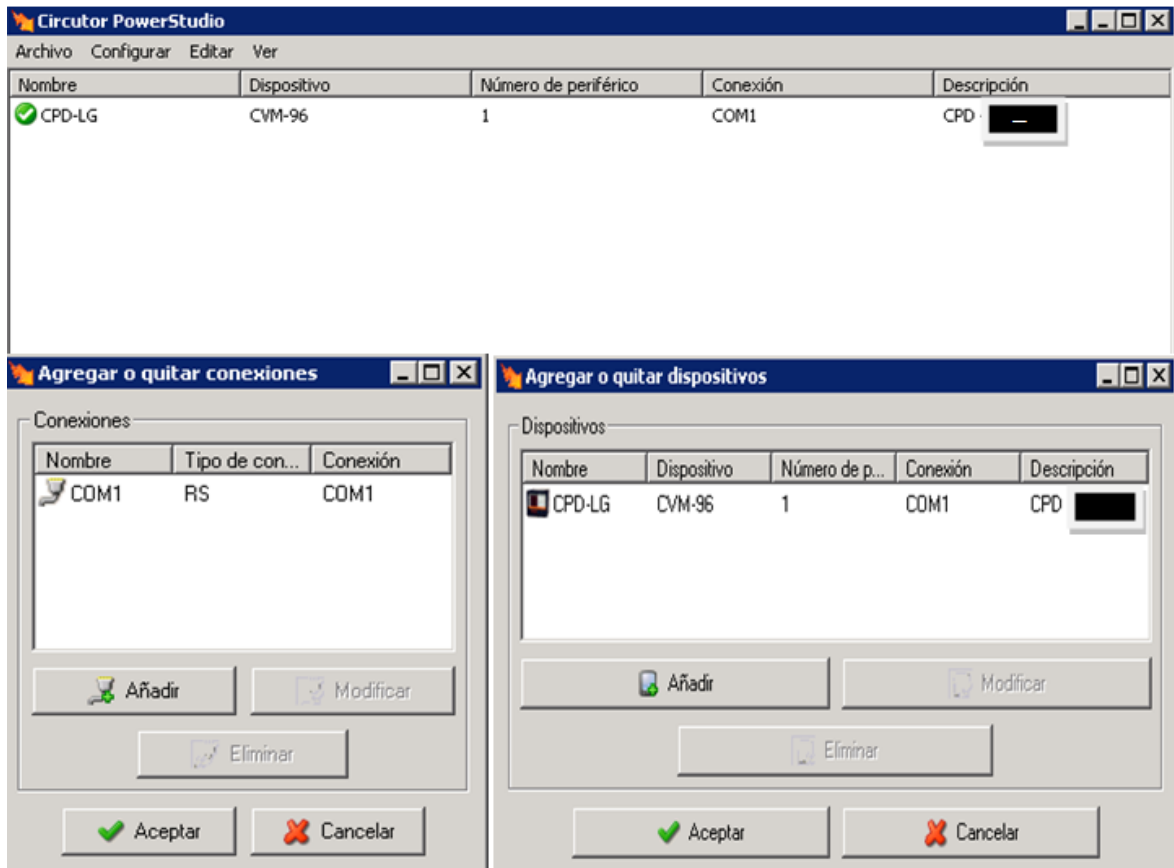 Circutor PowerStudio
Archivo Configurar Editar Ver
Nombre Dispositivo Número de periférico Conexión Descripción
CPD-LG CVM-96 1 COM1 CPD
Agregar o quitar conexiones
Conexiones
Nombre Tipo de con... Conexión
COM1 RS COM1
Añadir Modificar
Eliminar
Aceptar Cancelar
Agregar o quitar dispositivos
Dispositivos
Nombre Dispositivo Número de p... Conexión Descripción
CPD-LG CVM-96 1 COM1 CPD
Añadir Modificar
Eliminar
Aceptar Cancelar